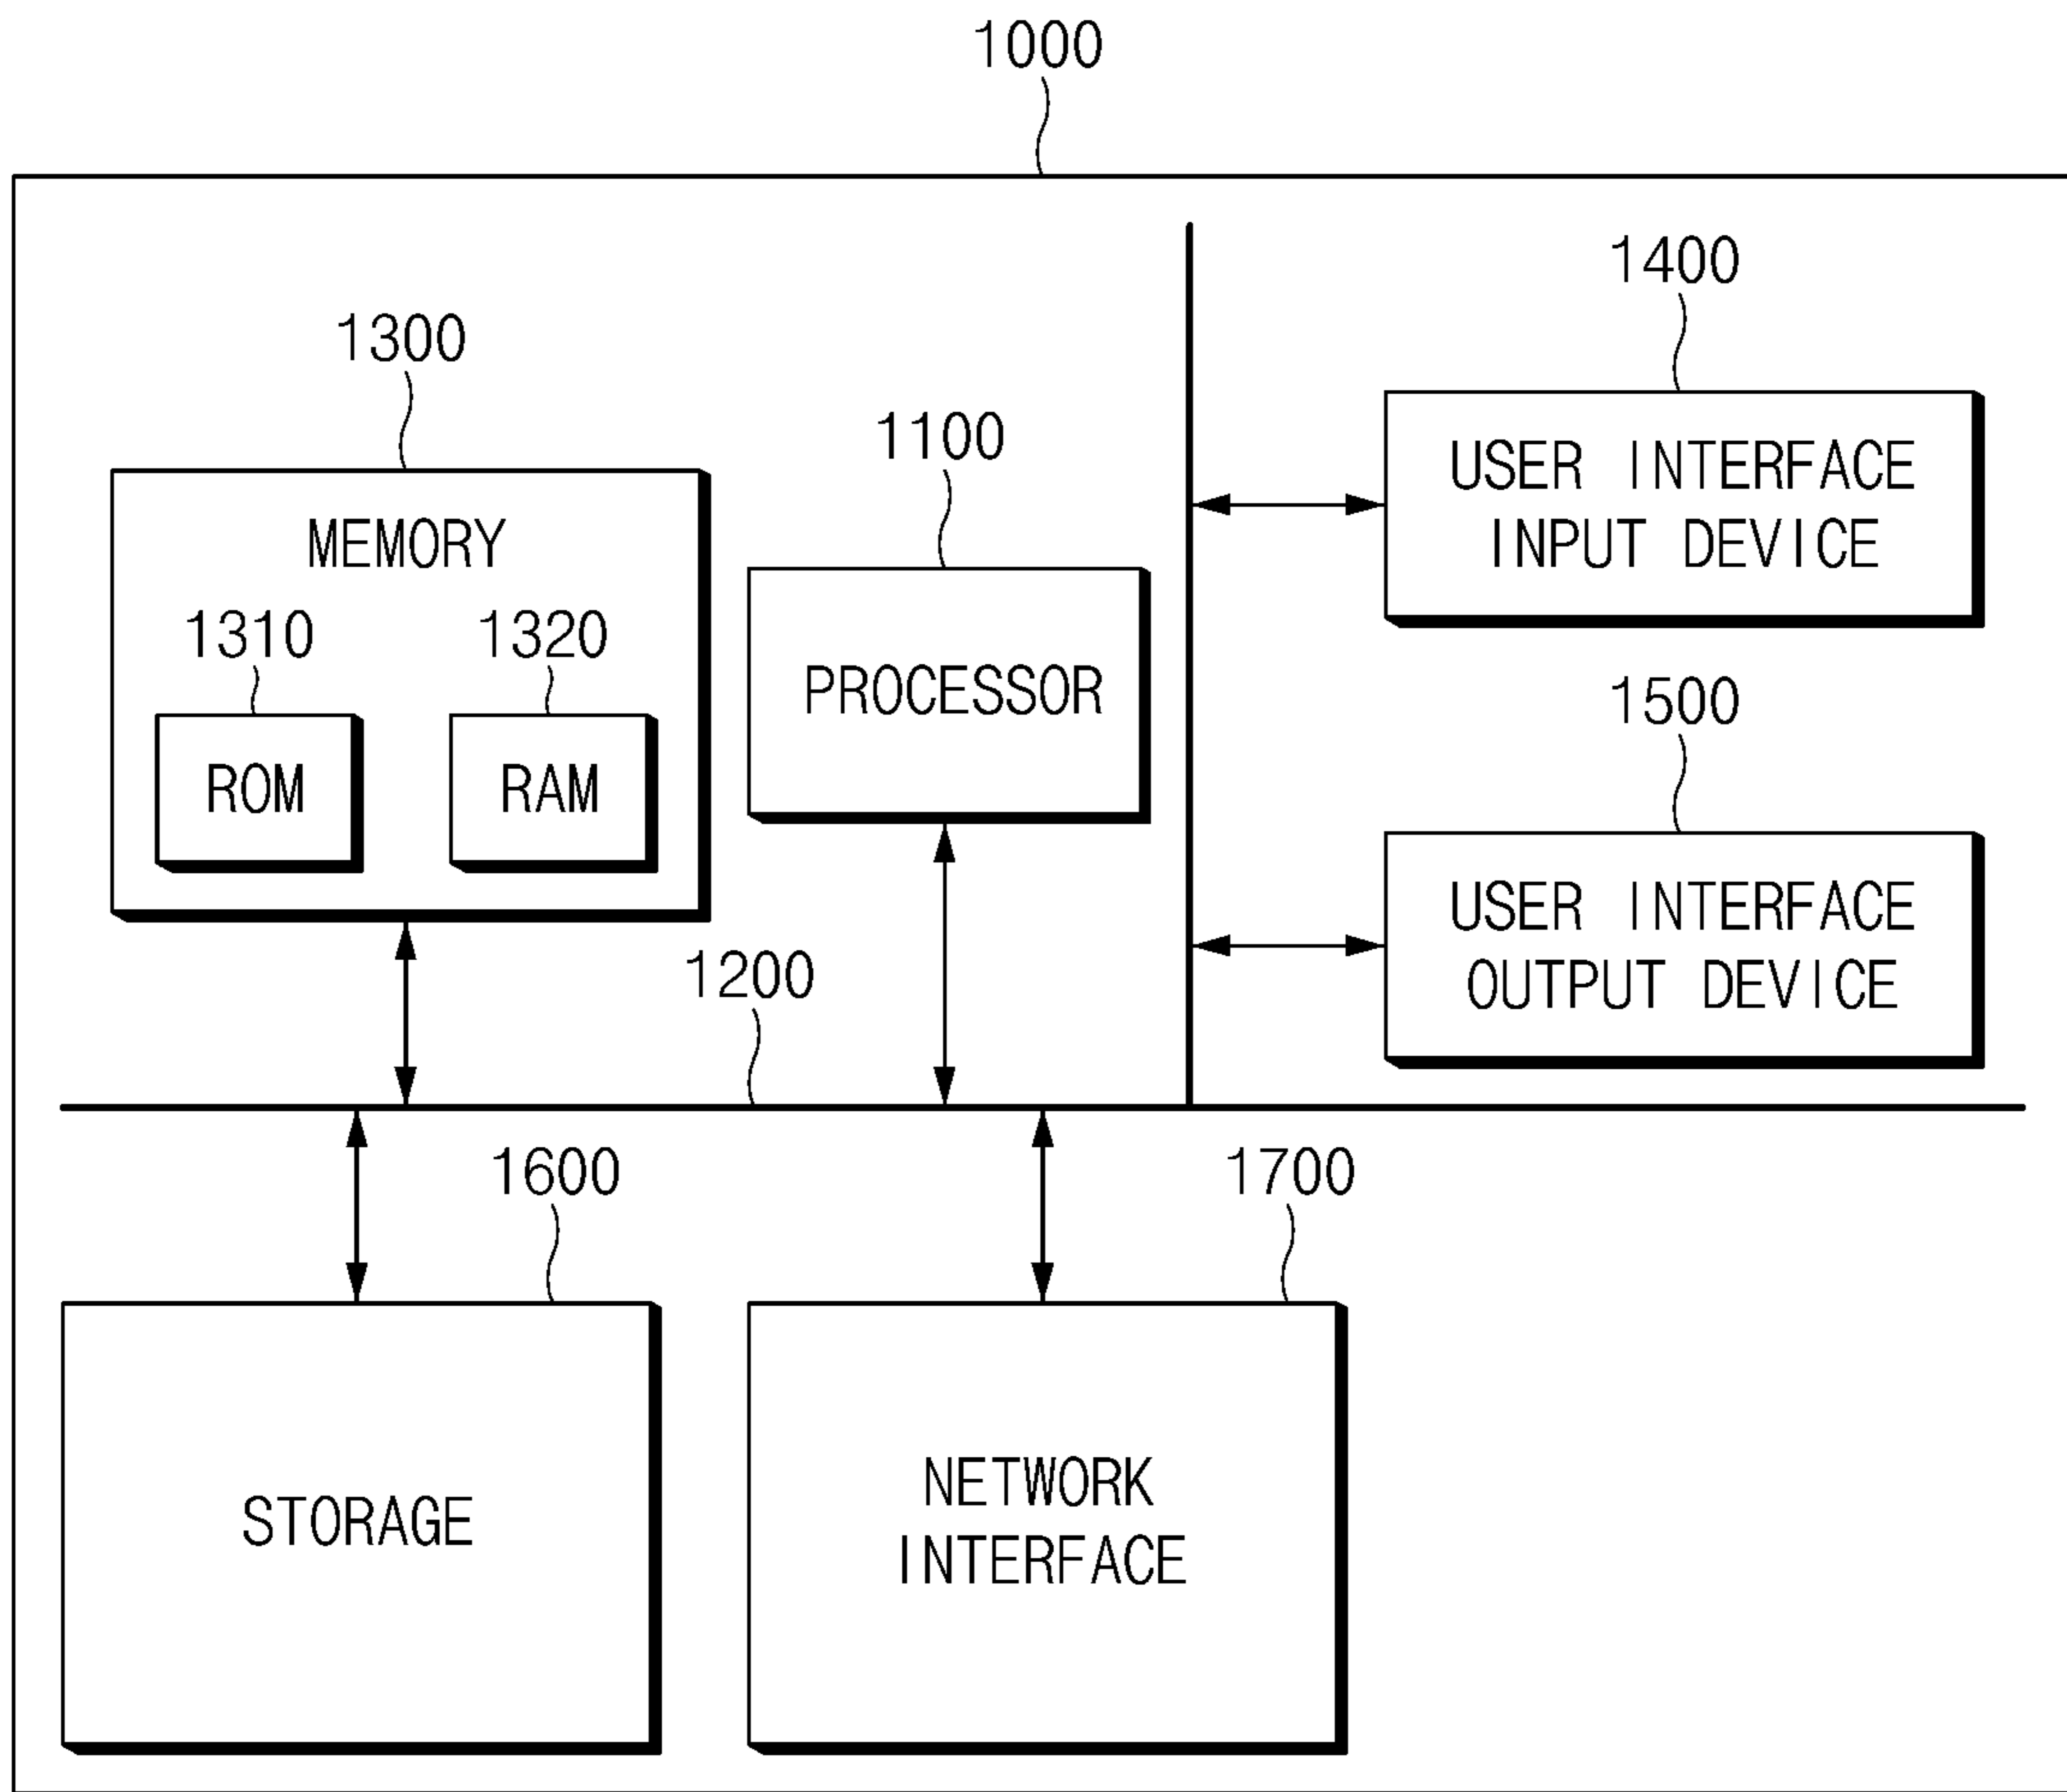 1000
1400
1300
1100
USER INTERFACE
INPUT DEVICE
MEMORY
1310
1320
PROCESSOR
1500
ROM
RAM
USER INTERFACE
OUTPUT DEVICE
1200
1600
1700
STORAGE
NETWORK
INTERFACE